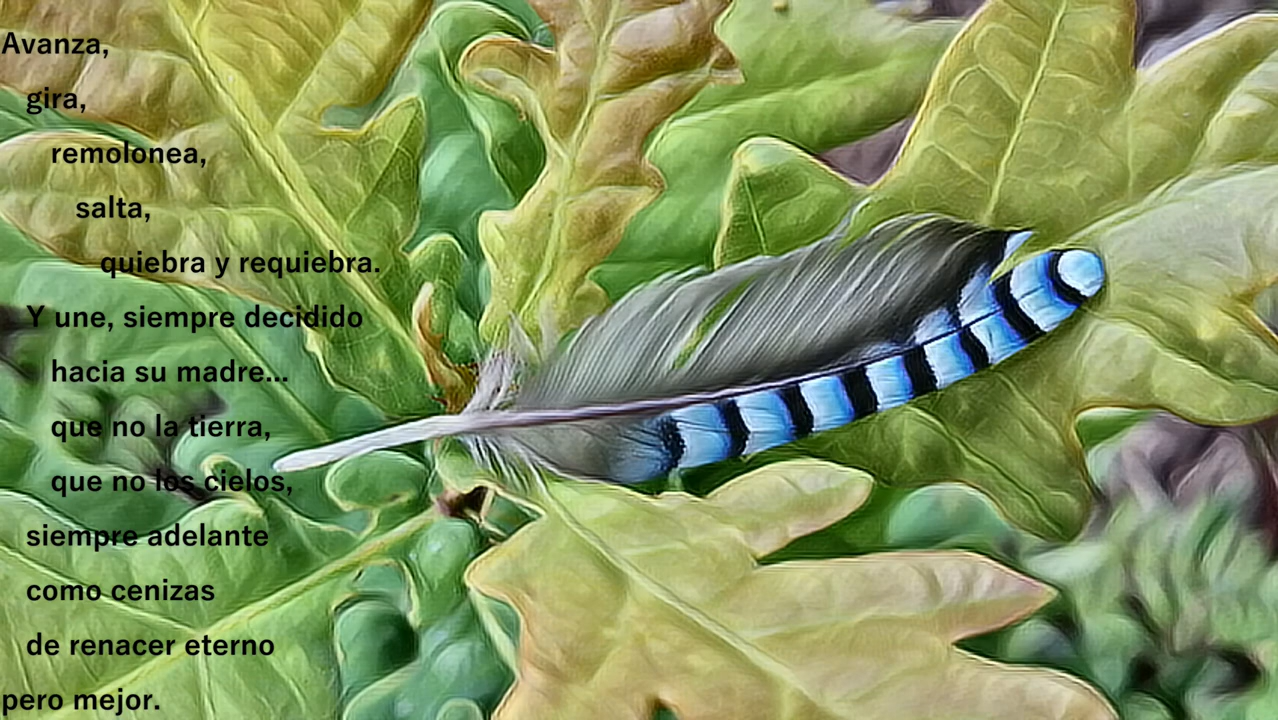 Avanza,
gira,
remolonea,
salta,
quiebra y requiebra.
Y une, siempre decidido
hacia su madre...
que no la tierra,
que no los cielos,
siempre adelante
como cenizas
de renacer eterno
pero mejor.